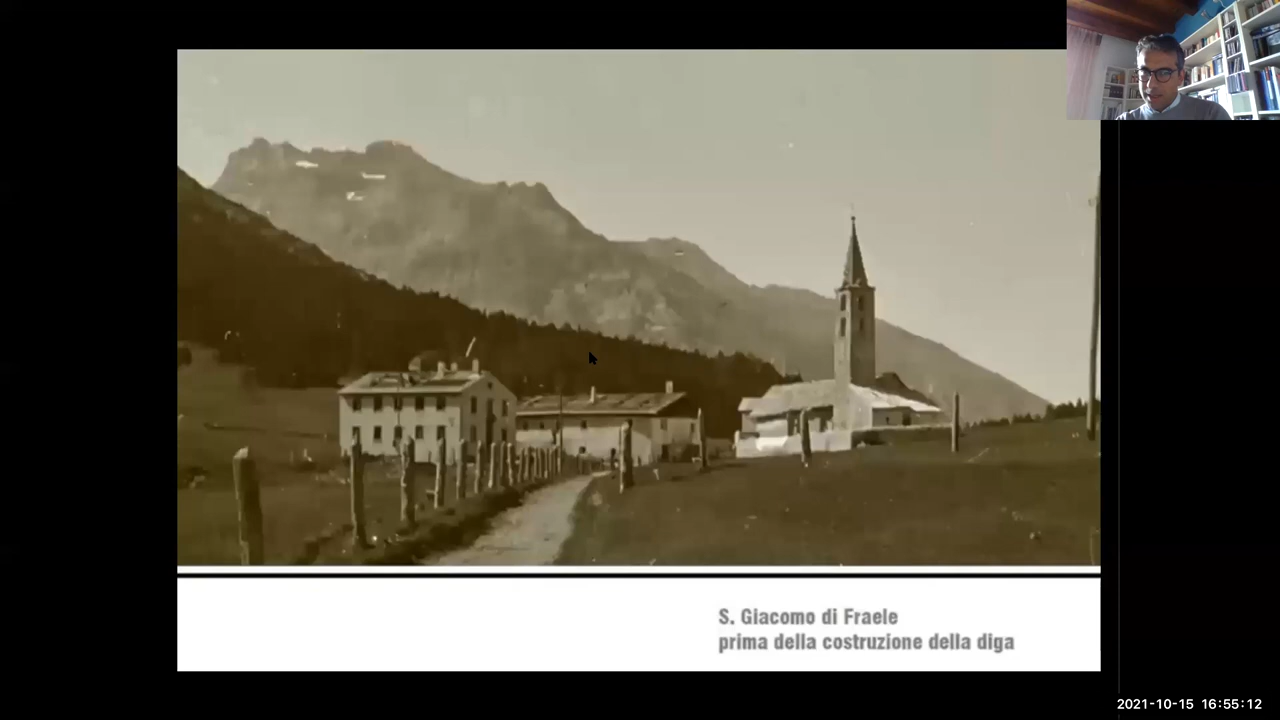 S. Giacomo di Fraele
prima della costruzione della diga
2021-10-15 16:55:12